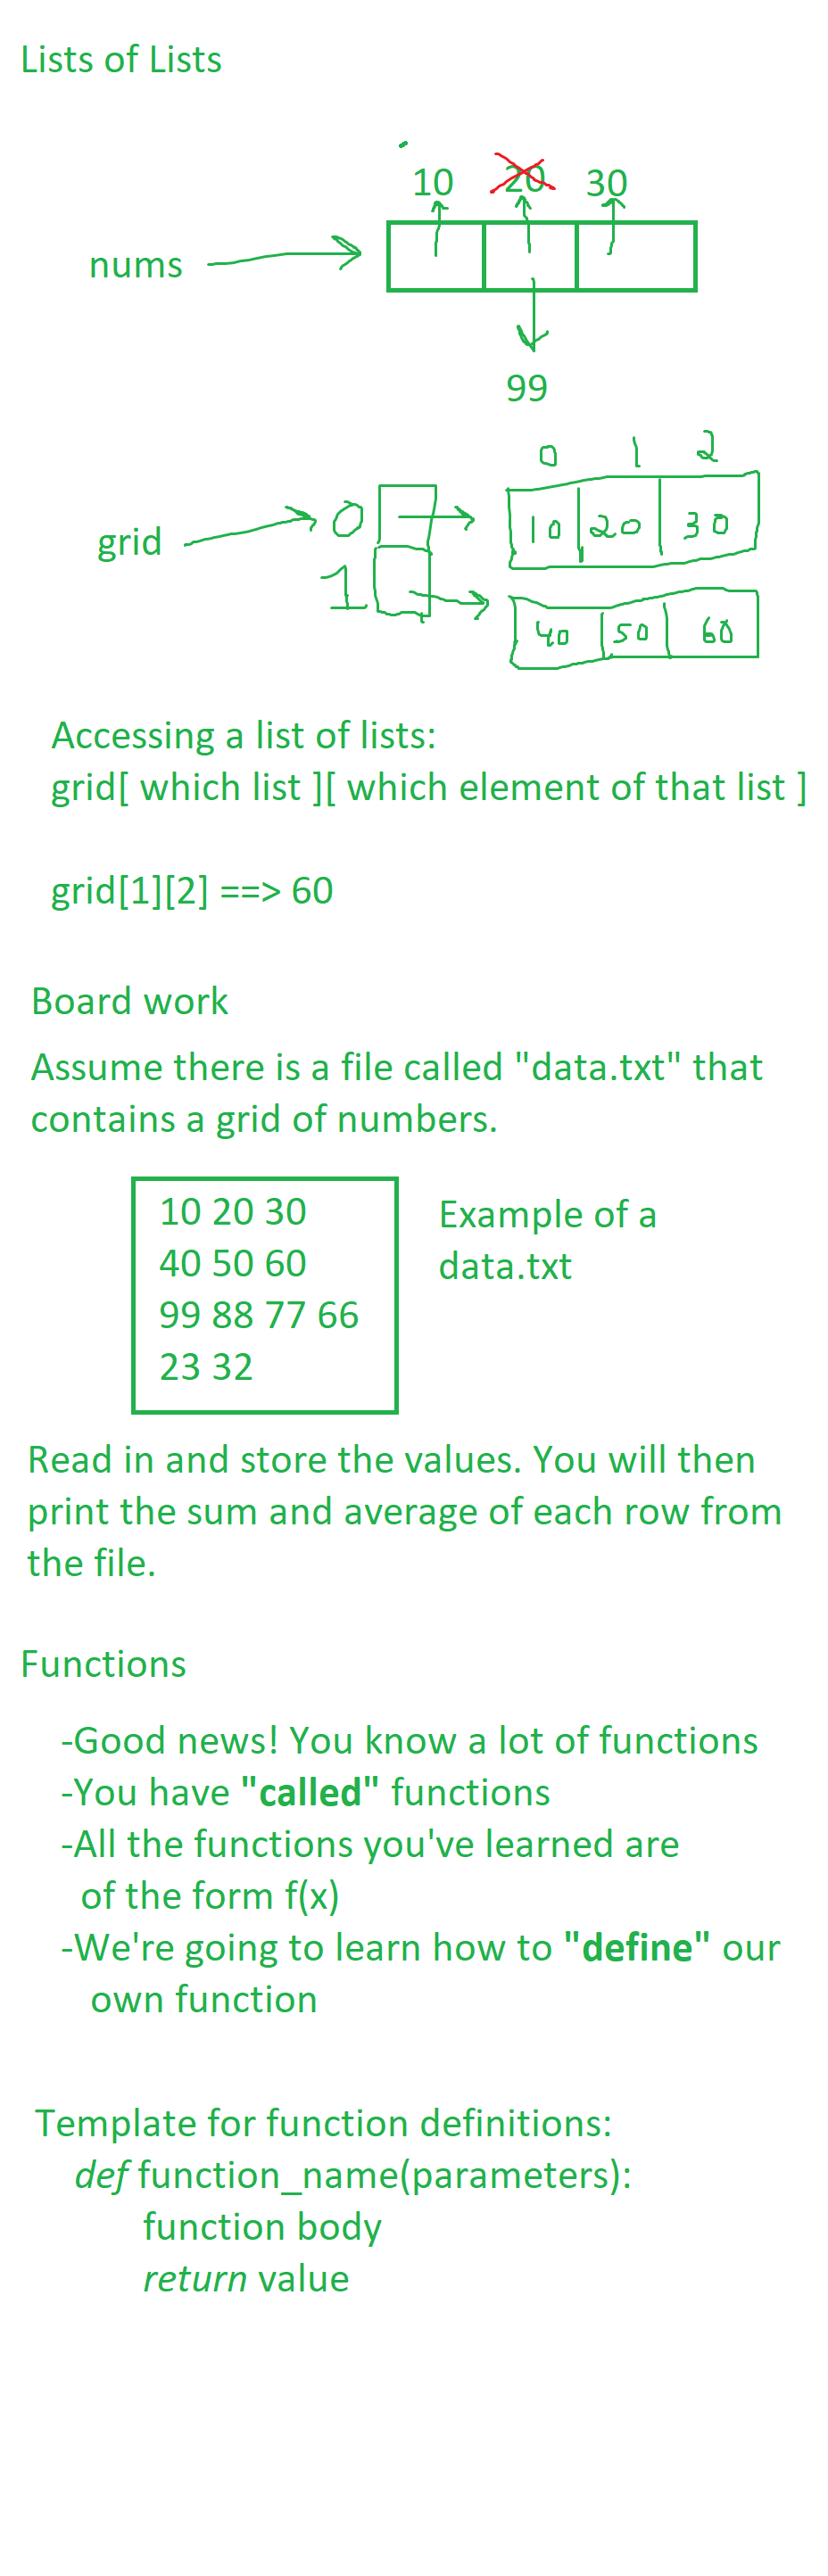 Lists of Lists
10 20 30
nums
99
0 1 2
grid 0 10 20 30
1 40 50 60
Accessing a list of lists:
grid[ which list ][ which element of that list ]
grid[1][2] ==> 60
Board work
Assume there is a file called "data.txt" that
contains a grid of numbers.
10 20 30
40 50 60
99 88 77 66
23 32
Example of a
data.txt
Read in and store the values. You will then
print the sum and average of each row from
the file.
Functions
-Good news! You know a lot of functions
-You have "called" functions
-All the functions you've learned are
of the form f(x)
-We're going to learn how to "define" our
own function
Template for function definitions:
def function_name(parameters):
function body
return value